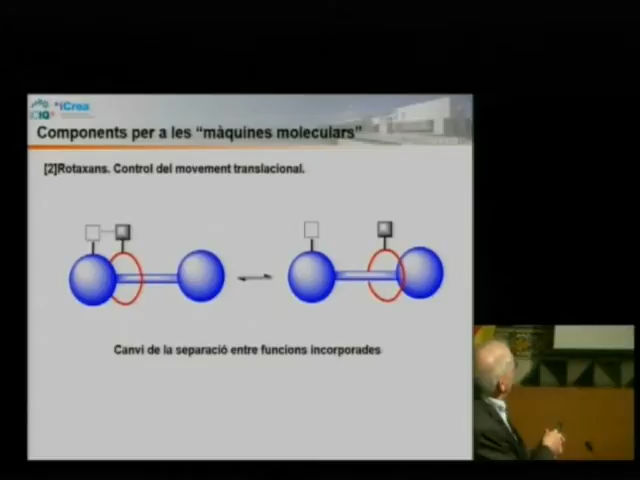 ICIQ
iCrea
Components per a les “màquines moleculars”
[2]Rotaxans. Control del movement translacional.
Canvi de la separació entre funcions incorporades